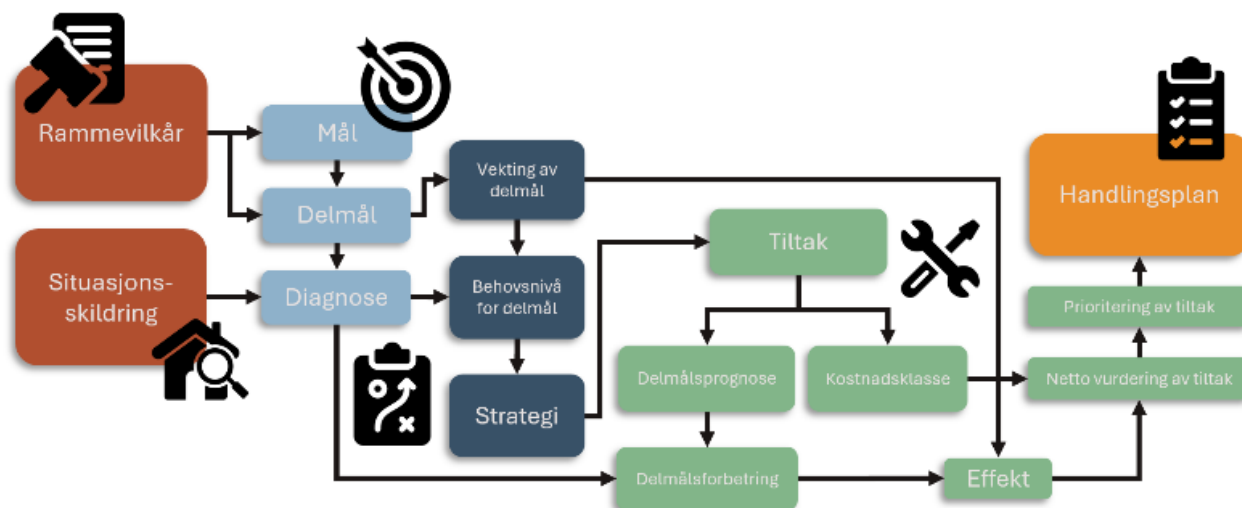 Rammevilkår
Mål
Delmål
Situasjons-
skildring
Diagnose
Vekting av
delmål
Behovsnivå
for delmål
Strategi
Tiltak
Delmålsprognose
Kostnadsklasse
Delmålsforbetring
Effekt
Netto vurdering av tiltak
Prioritering av tiltak
Handlingsplan